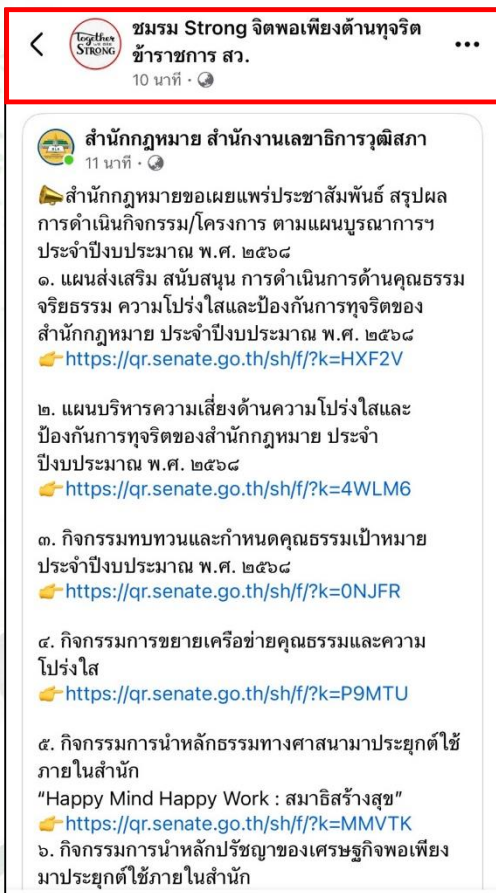 Together
WE ARE
STRONG
ชมรม Strong จิตพอเพียงต้านทุจริต
ข้าราชการ สว.
10 นาที ·
สำนักกฎหมาย สำนักงานเลขาธิการวุฒิสภา
11 นาที ·
📣สำนักกฎหมายขอเผยแพร่ประชาสัมพันธ์ สรุปผล
การดำเนินกิจกรรม/โครงการ ตามแผนบูรณาการฯ
ประจำปีงบประมาณ พ.ศ. ๒๕๖๘
๑. แผนส่งเสริม สนับสนุน การดำเนินการด้านคุณธรรม
จริยธรรม ความโปร่งใสและป้องกันการทุจริตของ
สำนักกฎหมาย ประจำปีงบประมาณ พ.ศ. ๒๕๖๘
👉https://qr.senate.go.th/sh/f/?k=HXF2V
๒. แผนบริหารความเสี่ยงด้านความโปร่งใสและ
ป้องกันการทุจริตของสำนักกฎหมาย ประจำ
ปีงบประมาณ พ.ศ. ๒๕๖๘
👉https://qr.senate.go.th/sh/f/?k=4WLM6
๓. กิจกรรมทบทวนและกำหนดคุณธรรมเป้าหมาย
ประจำปีงบประมาณ พ.ศ. ๒๕๖๘
👉https://qr.senate.go.th/sh/f/?k=0NJFR
๔. กิจกรรมการขยายเครือข่ายคุณธรรมและความ
โปร่งใส
👉https://qr.senate.go.th/sh/f/?k=P9MTU
๕. กิจกรรมการนำหลักธรรมทางศาสนามาประยุกต์ใช้
ภายในสำนัก
“Happy Mind Happy Work : สมาธิสร้างสุข”
👉https://qr.senate.go.th/sh/f/?k=MMVTK
๖. กิจกรรมการนำหลักปรัชญาของเศรษฐกิจพอเพียง
มาประยุกต์ใช้ภายในสำนัก